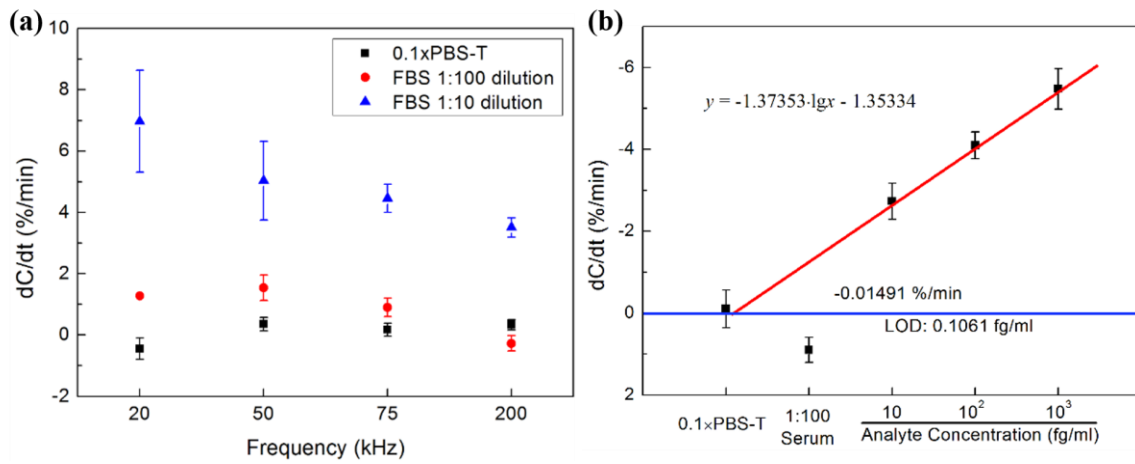 (a)
10
8
6
4
2
0
-2
dC/dt (%/min)
20 50 75 200
Frequency (kHz)
0.1xPBS-T
FBS 1:100 dilution
FBS 1:10 dilution
(b)
-6
-4
-2
0
2
dC/dt (%/min)
y = -1.37353·lgx - 1.35334
-0.01491 %/min
LOD: 0.1061 fg/ml
0.1×PBS-T
1:100
Serum
10 10² 10³
Analyte Concentration (fg/ml)